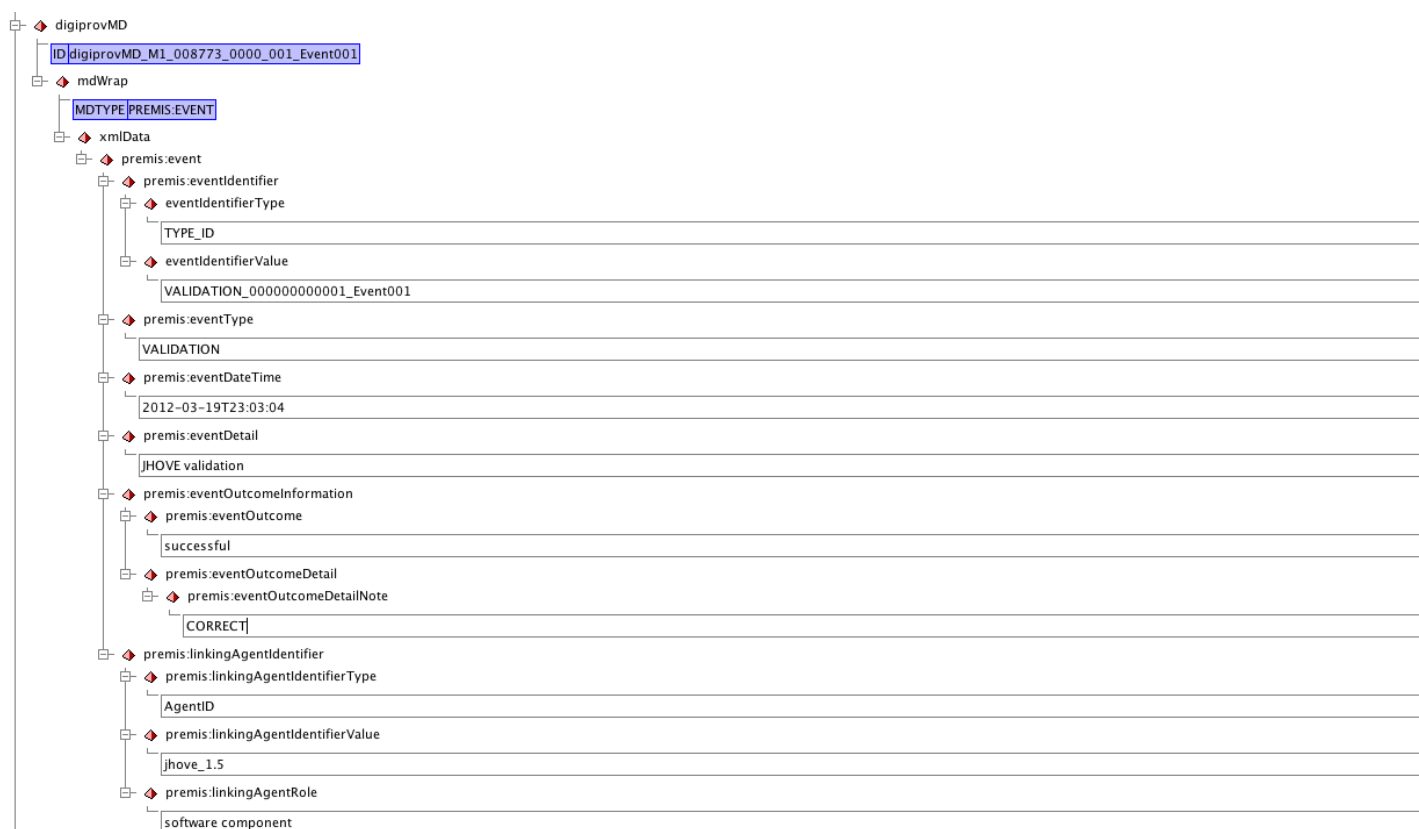 digiprovMD
ID digiprovMD_M1_008773_0000_001_Event001
mdWrap
MDTYPE PREMIS:EVENT
xmlData
premis:event
premis:eventIdentifier
eventIdentifierType
TYPE_ID
eventIdentifierValue
VALIDATION_000000000001_Event001
premis:eventType
VALIDATION
premis:eventDateTime
2012-03-19T23:03:04
premis:eventDetail
JHOVE validation
premis:eventOutcomeInformation
premis:eventOutcome
successful
premis:eventOutcomeDetail
premis:eventOutcomeDetailNote
CORRECT
premis:linkingAgentIdentifier
premis:linkingAgentIdentifierType
AgentID
premis:linkingAgentIdentifierValue
jhove_1.5
premis:linkingAgentRole
software component